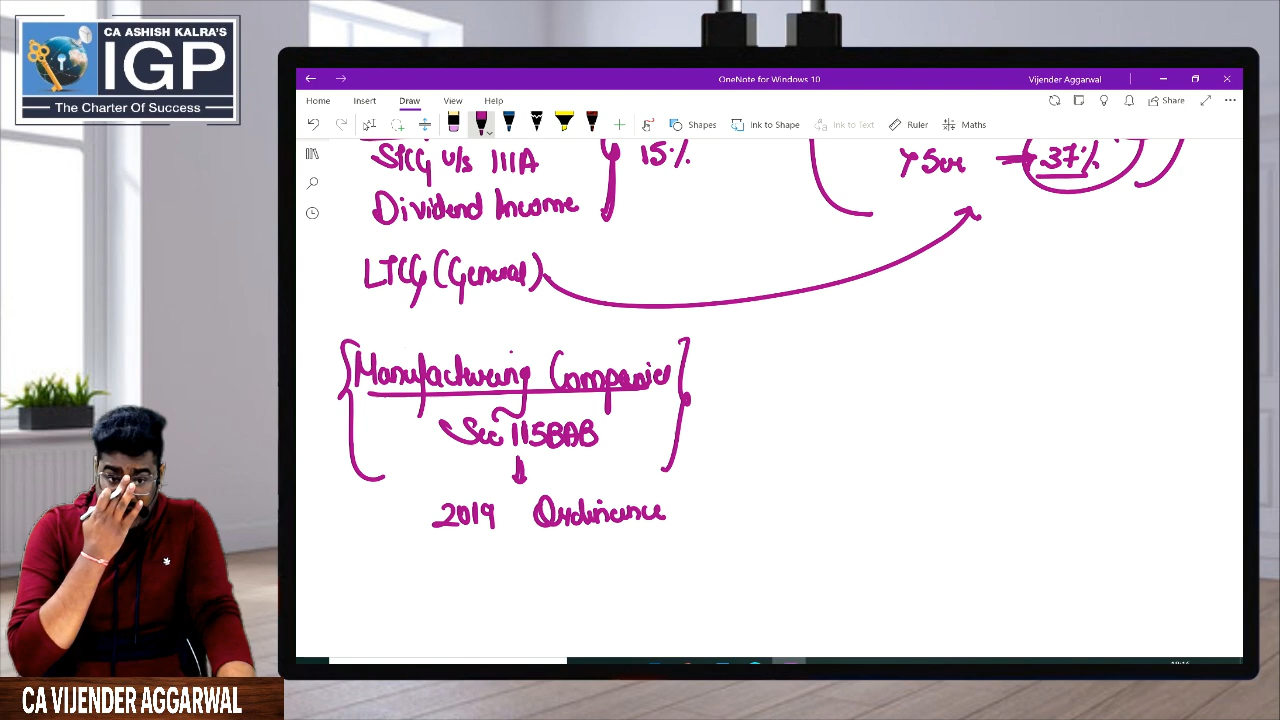 CA ASHISH KALRA'S
IGP
The Charter Of Success
OneNote for Windows 10
Vijender Aggarwal
Home Insert Draw View Help
Share
Shapes Ink to Shape Ink to Text Ruler Maths
STCG u/s 111A 15%
Dividend Income
LTCG (General)
37%
Manufacturing Companies
Sec 115BAB
2019 Ordinance
CA VIJENDER AGGARWAL